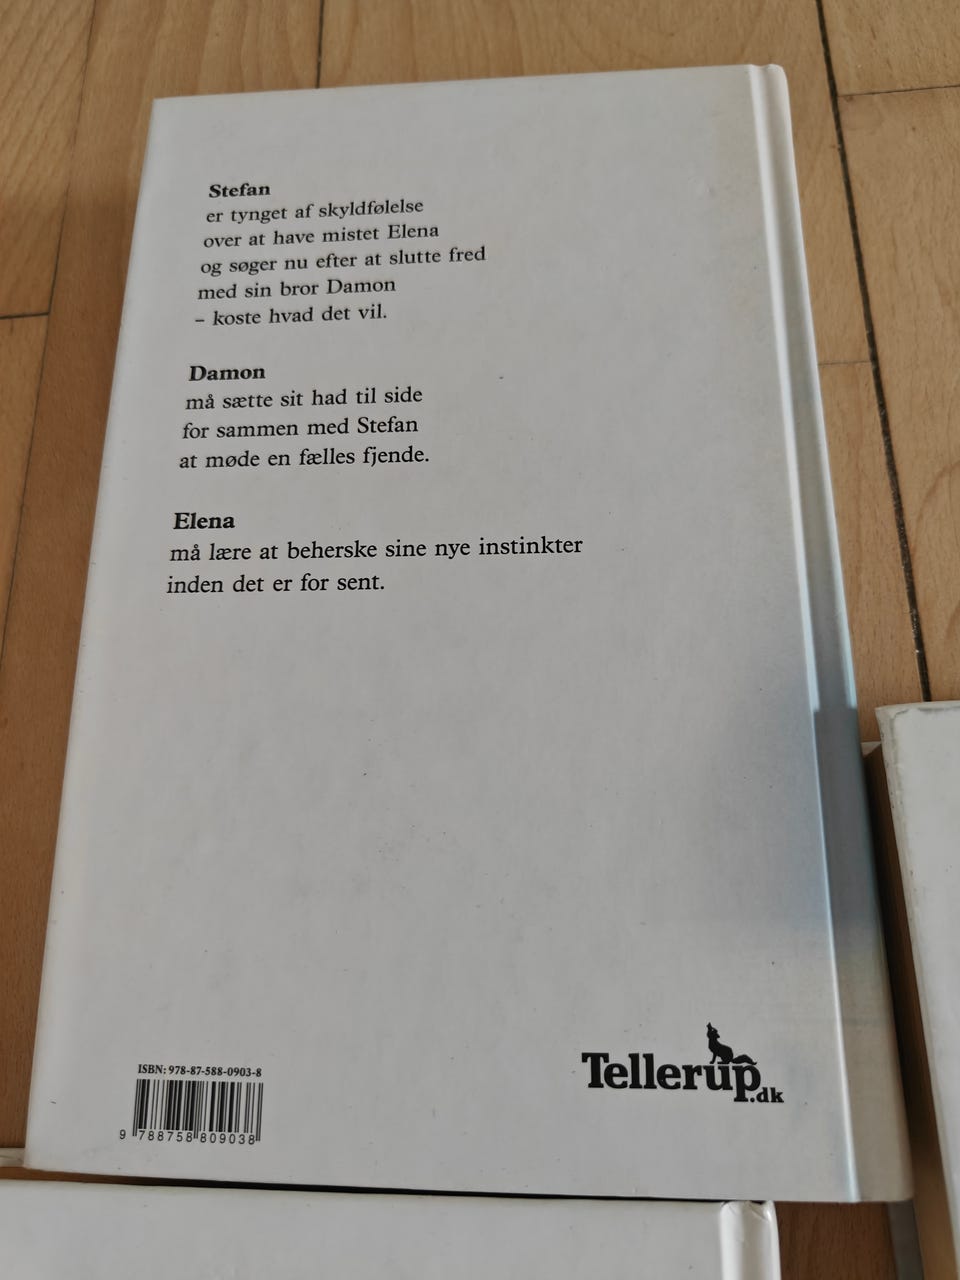 Stefan
er tynget af skyldfølelse
over at have mistet Elena
og søger nu efter at slutte fred
med sin bror Damon
– koste hvad det vil.
Damon
må sætte sit had til side
for sammen med Stefan
at møde en fælles fjende.
Elena
må lære at beherske sine nye instinkter
inden det er for sent.
ISBN: 978-87-588-0903-8
9 788758 809038
Tellerup.dk